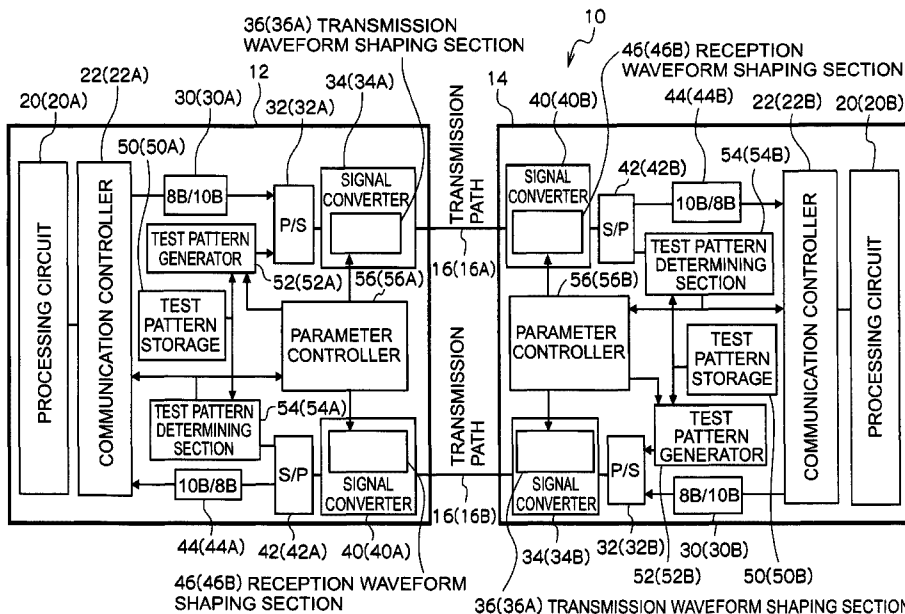 36(36A) TRANSMISSION
WAVEFORM SHAPING SECTION
10
46(46B) RECEPTION
WAVEFORM SHAPING SECTION
22(22A)
12
34(34A)
14
44(44B)
22(22B)
20(20A)
30(30A)
32(32A)
40(40B)
20(20B)
50(50A)
42(42B)
54(54B)
PROCESSING CIRCUIT
COMMUNICATION CONTROLLER
8B/10B
P/S
SIGNAL
CONVERTER
TRANSMISSION
PATH
SIGNAL
CONVERTER
S/P
10B/8B
COMMUNICATION CONTROLLER
PROCESSING CIRCUIT
TEST PATTERN
GENERATOR
52(52A)
56(56A)
16(16A)
56(56B)
TEST PATTERN
DETERMINING
SECTION
TEST
PATTERN
STORAGE
PARAMETER
CONTROLLER
PARAMETER
CONTROLLER
TEST
PATTERN
STORAGE
54(54A)
TEST PATTERN
DETERMINING
SECTION
TRANSMISSION
PATH
TEST
PATTERN
GENERATOR
10B/8B
S/P
SIGNAL
CONVERTER
SIGNAL
CONVERTER
P/S
8B/10B
16(16B)
44(44A)
42(42A)
40(40A)
34(34B)
32(32B)
30(30B)
52(52B)
50(50B)
46(46B) RECEPTION WAVEFORM
SHAPING SECTION
36(36A) TRANSMISSION WAVEFORM SHAPING SECTION